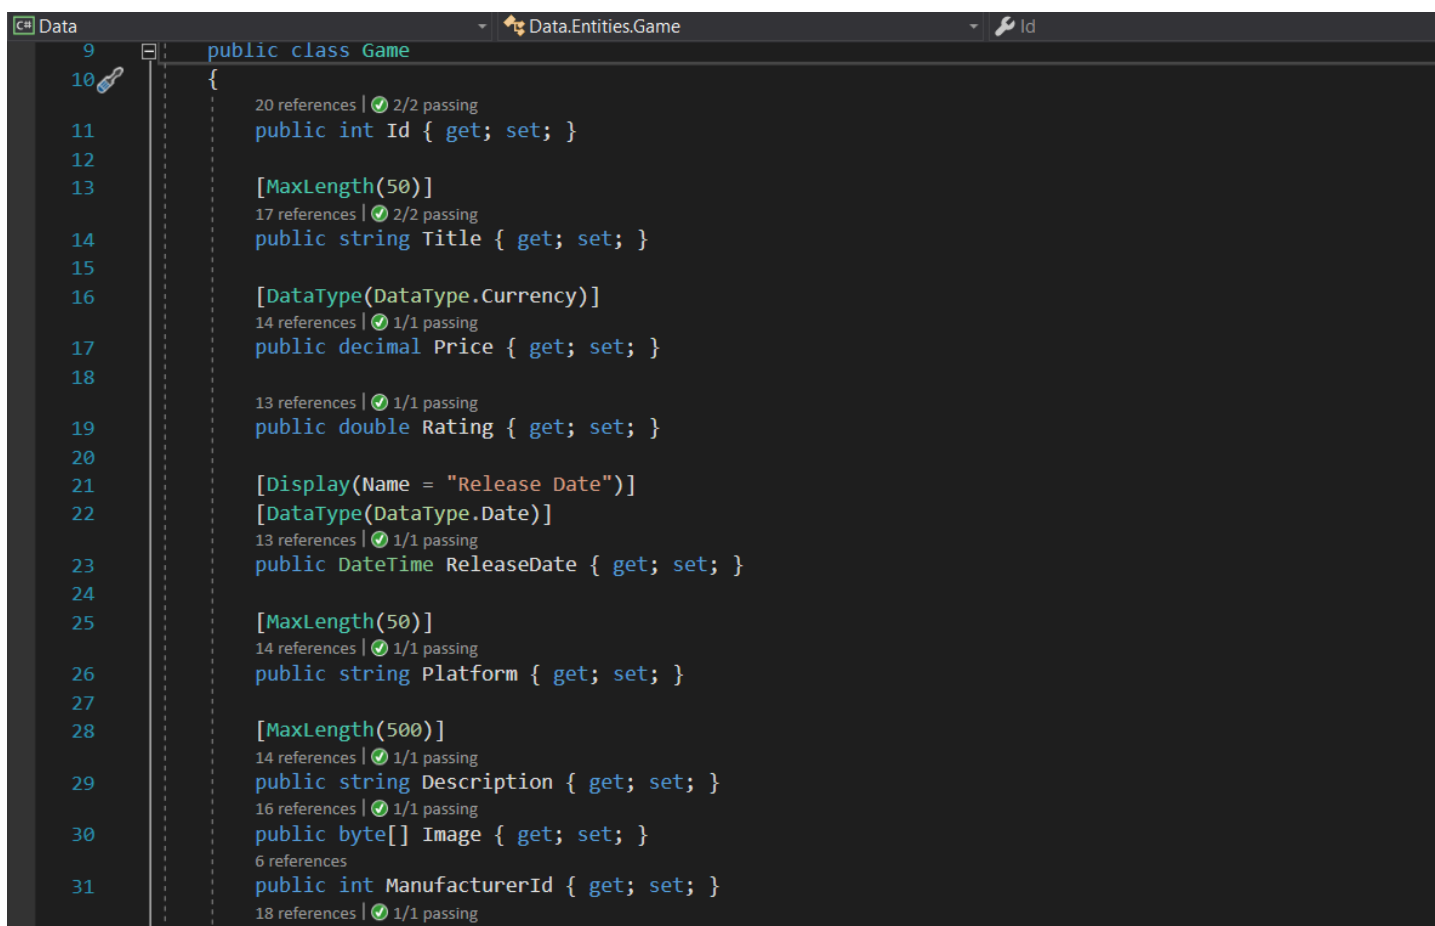 C# Data Data.Entities.Game Id
9 public class Game
10 {
20 references | 2/2 passing
11 public int Id { get; set; }
12
13 [MaxLength(50)]
17 references | 2/2 passing
14 public string Title { get; set; }
15
16 [DataType(DataType.Currency)]
14 references | 1/1 passing
17 public decimal Price { get; set; }
18
13 references | 1/1 passing
19 public double Rating { get; set; }
20
21 [Display(Name = "Release Date")]
22 [DataType(DataType.Date)]
13 references | 1/1 passing
23 public DateTime ReleaseDate { get; set; }
24
25 [MaxLength(50)]
14 references | 1/1 passing
26 public string Platform { get; set; }
27
28 [MaxLength(500)]
14 references | 1/1 passing
29 public string Description { get; set; }
16 references | 1/1 passing
30 public byte[] Image { get; set; }
6 references
31 public int ManufacturerId { get; set; }
18 references | 1/1 passing